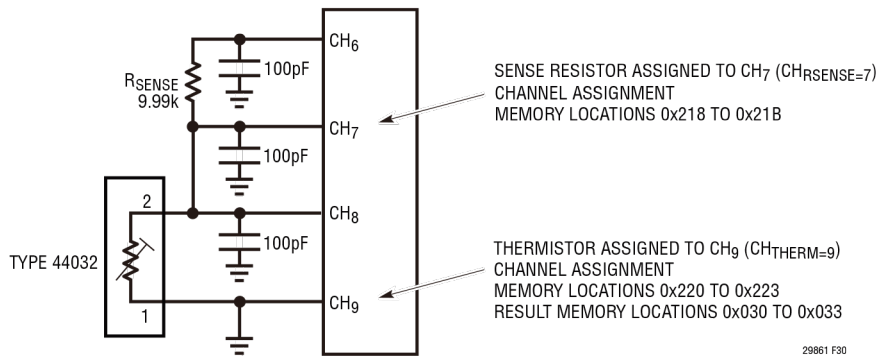 CH6
100pF
RSENSE
9.99k
CH7
100pF
2
CH8
100pF
TYPE 44032
1
CH9
SENSE RESISTOR ASSIGNED TO CH7 (CHRSENSE=7)
CHANNEL ASSIGNMENT
MEMORY LOCATIONS 0x218 TO 0x21B
THERMISTOR ASSIGNED TO CH9 (CHTHERM=9)
CHANNEL ASSIGNMENT
MEMORY LOCATIONS 0x220 TO 0x223
RESULT MEMORY LOCATIONS 0x030 TO 0x033
29861 F30